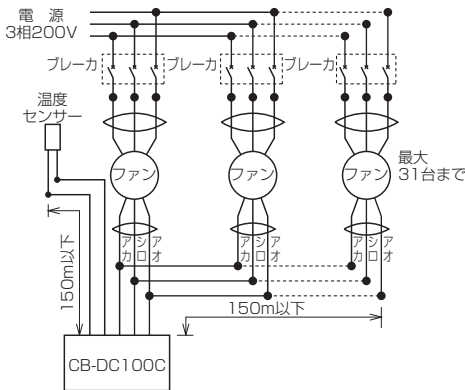 電 源
3相200V
ブレーカ
ブレーカ
ブレーカ
温度
センサー
ファン
ファン
ファン
最大
31台まで
アカ
シロ
アオ
アカ
シロ
アオ
アカ
シロ
アオ
150m以下
150m以下
CB-DC100C